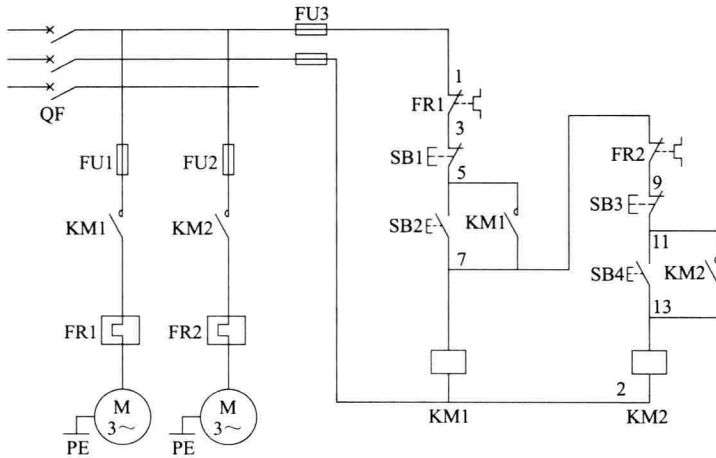 FU3
1
FR1
3
SB1
5
SB2
KM1
7
FR2
9
SB3
11
SB4
KM2
13
2
KM1
KM2
QF
FU1
FU2
KM1
KM2
FR1
FR2
M
3～
M
3～
PE
PE